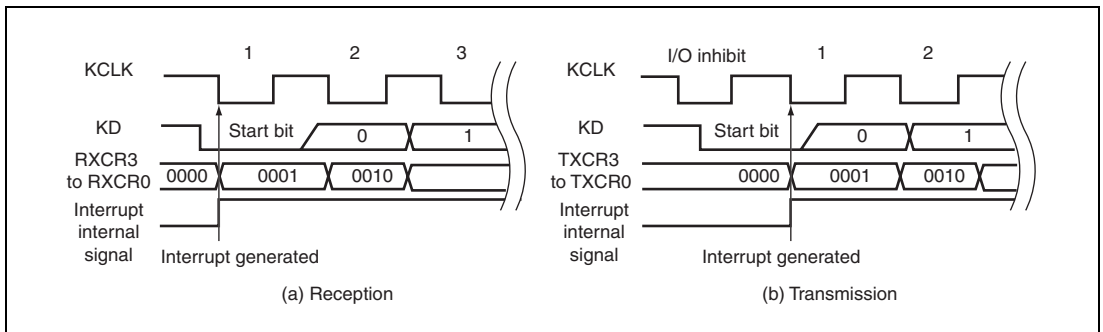 1 2 3
KCLK
KD Start bit 0 1
RXCR3
to RXCR0 0000 0001 0010
Interrupt
internal
signal
Interrupt generated
(a) Reception
I/O inhibit 1 2
KCLK
KD Start bit 0 1
TXCR3
to TXCR0 0000 0001 0010
Interrupt
internal
signal
Interrupt generated
(b) Transmission